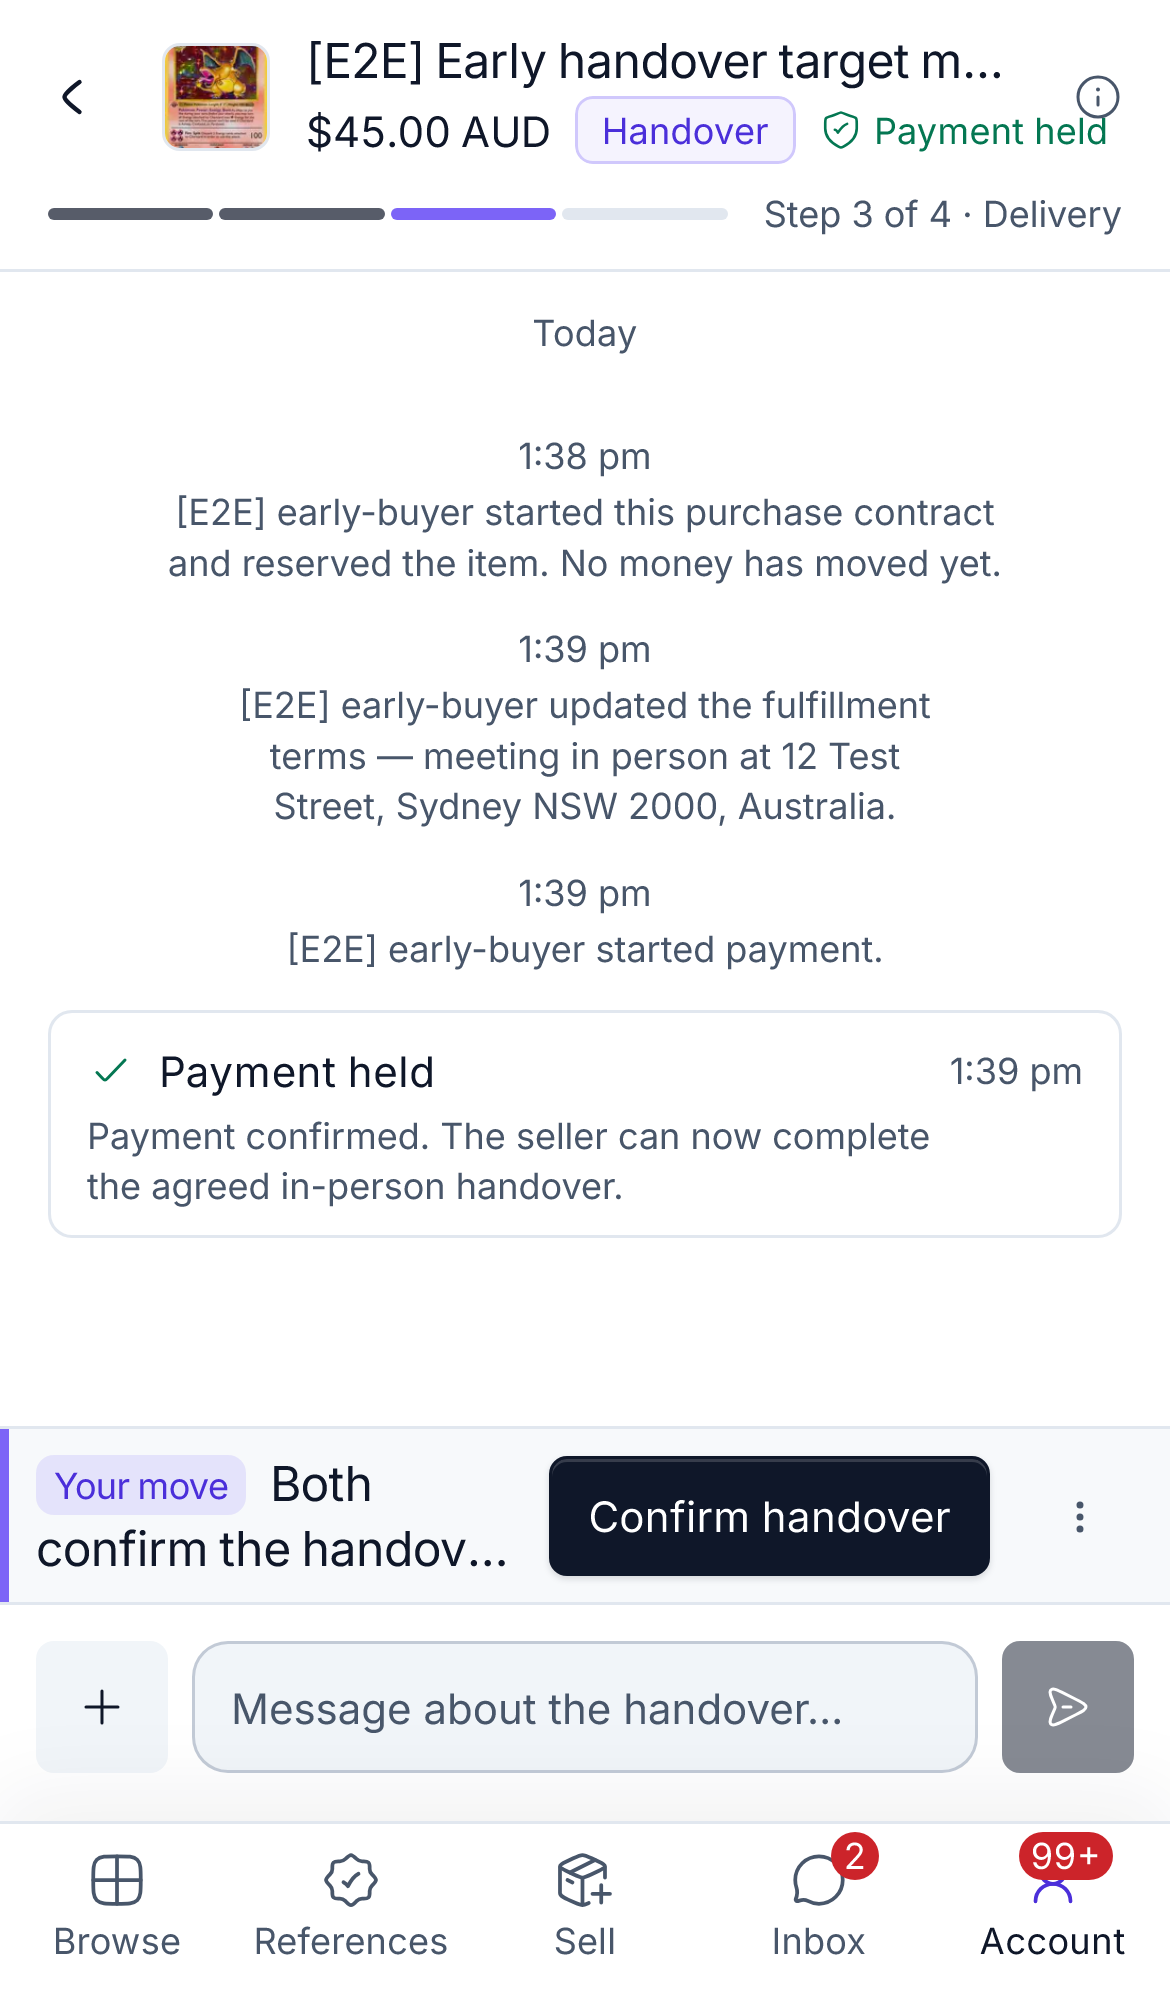 [E2E] Early handover target m...
$45.00 AUD Handover Payment held
Step 3 of 4 · Delivery
Today
1:38 pm
[E2E] early-buyer started this purchase contract
and reserved the item. No money has moved yet.
1:39 pm
[E2E] early-buyer updated the fulfillment
terms — meeting in person at 12 Test
Street, Sydney NSW 2000, Australia.
1:39 pm
[E2E] early-buyer started payment.
Payment held 1:39 pm
Payment confirmed. The seller can now complete
the agreed in-person handover.
Your move Both
confirm the handov...
Confirm handover
Message about the handover...
2
99+
Browse References Sell Inbox Account